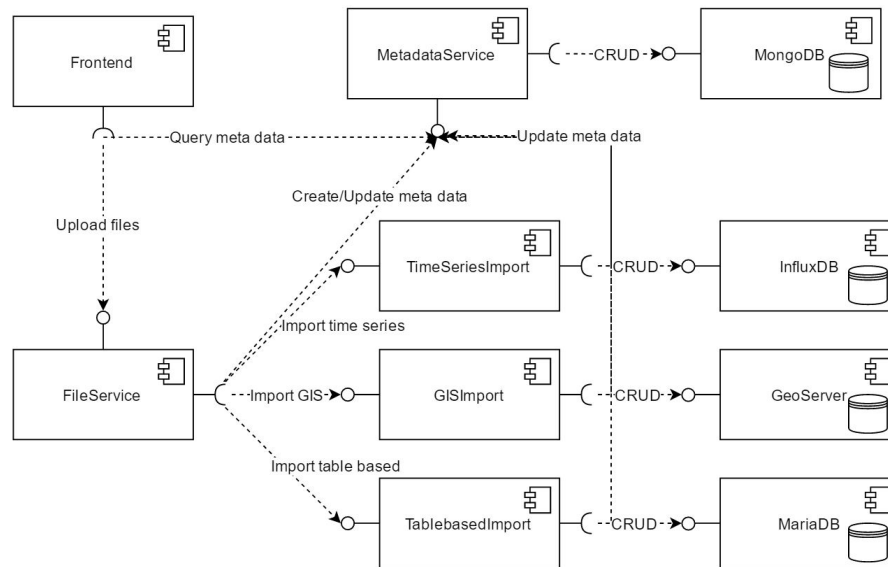 Frontend
MetadataService
CRUD
MongoDB
Query meta data
Update meta data
Create/Update meta data
Upload files
TimeSeriesImport
CRUD
InfluxDB
Import time series
FileService
Import GIS
GISImport
CRUD
GeoServer
Import table based
TablebasedImport
CRUD
MariaDB